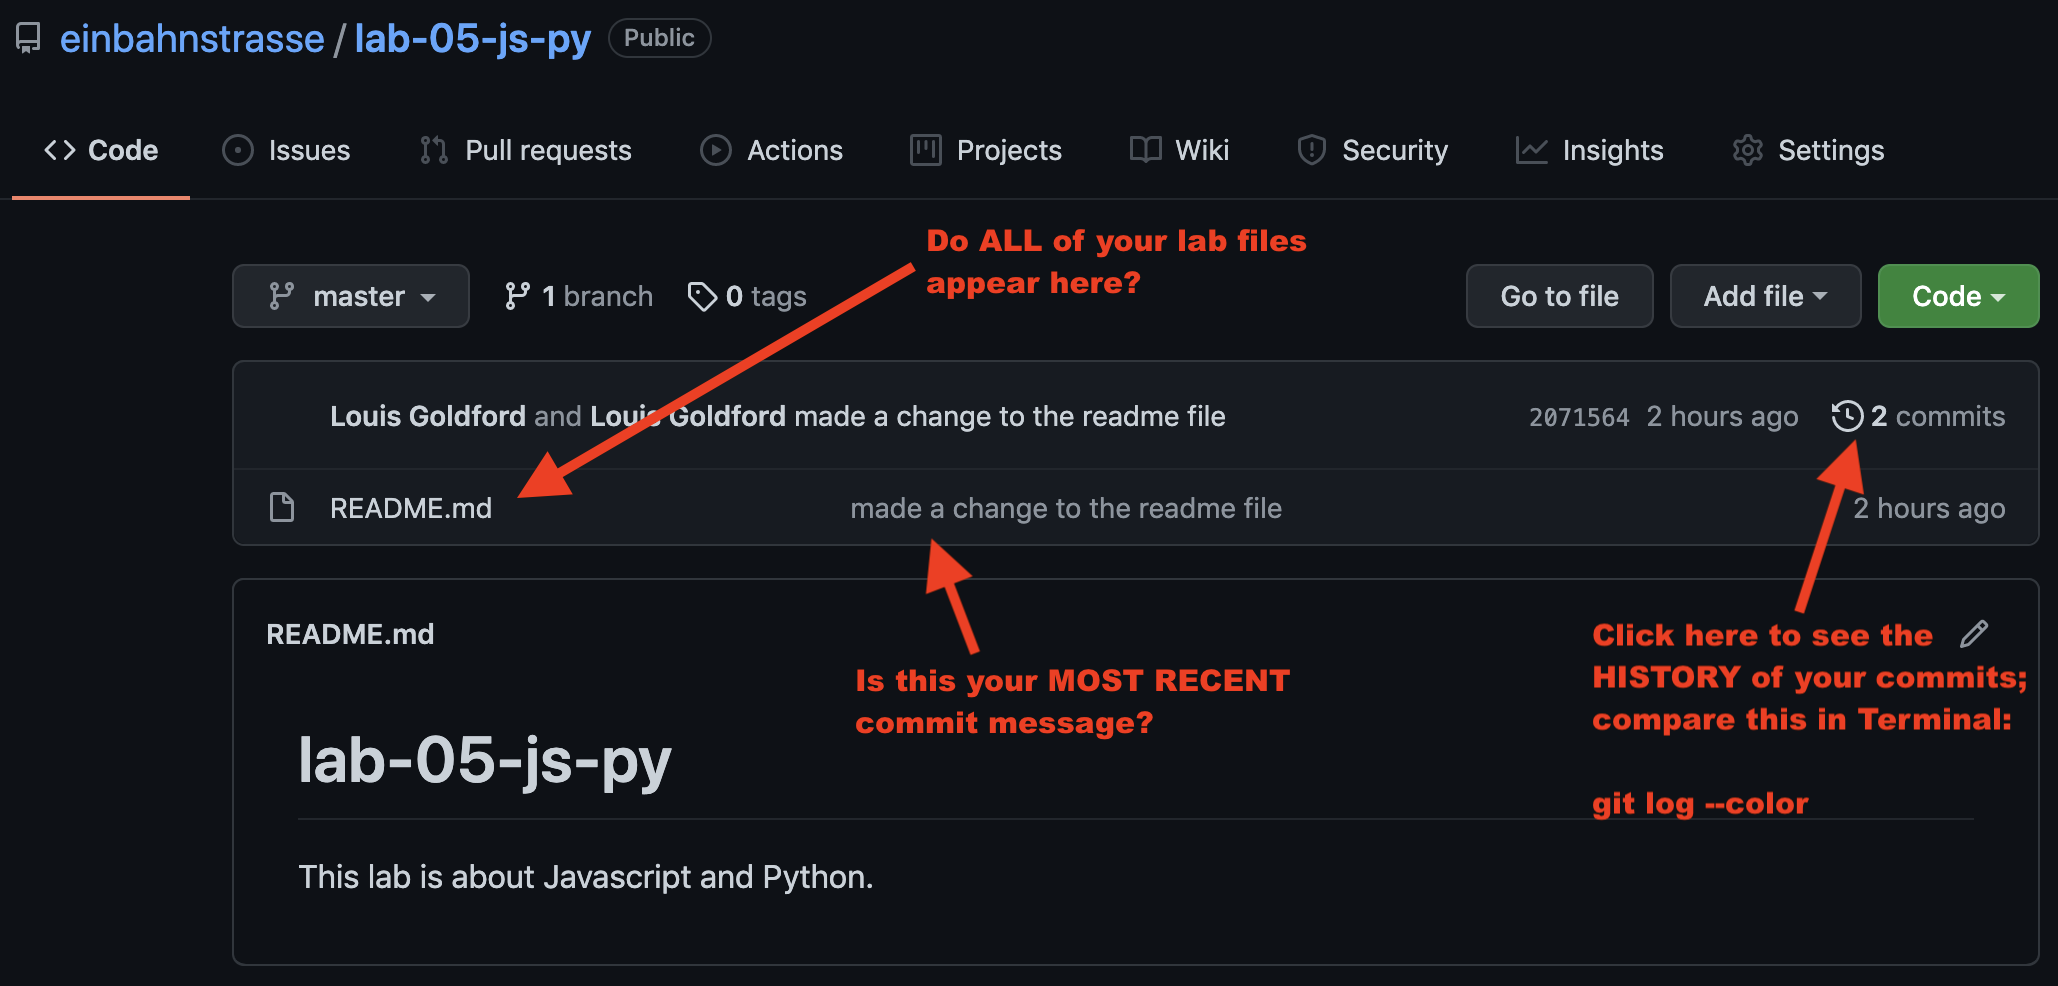 einbahnstrasse / lab-05-js-py Public
Code Issues Pull requests Actions Projects Wiki Security Insights Settings
Do ALL of your lab files
appear here?
master 1 branch 0 tags Go to file Add file Code
Louis Goldford and Louis Goldford made a change to the readme file 2071564 2 hours ago 2 commits
README.md made a change to the readme file 2 hours ago
README.md
Is this your MOST RECENT
commit message?
Click here to see the
HISTORY of your commits;
compare this in Terminal:
git log --color
lab-05-js-py
This lab is about Javascript and Python.